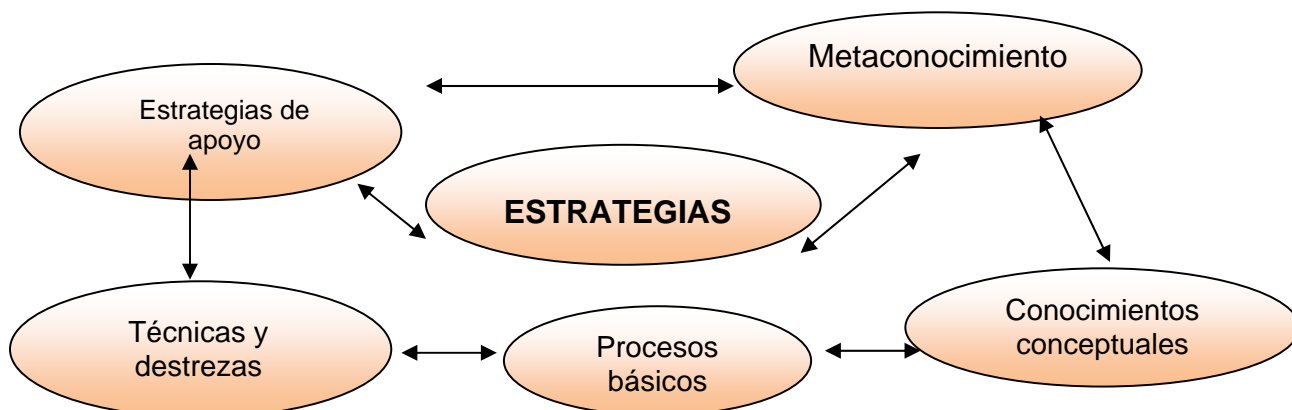 Metaconocimiento
Estrategias de
apoyo
ESTRATEGIAS
Técnicas y
destrezas
Procesos
básicos
Conocimientos
conceptuales